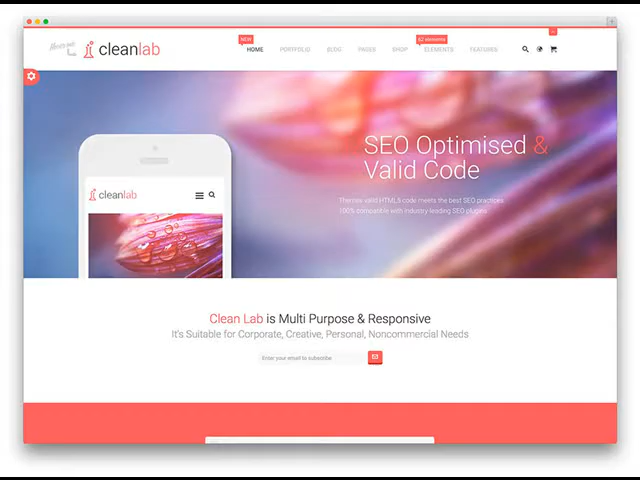 NEW
62 elements
cleanlab
HOME PORTFOLIO BLOG PAGES SHOP ELEMENTS FEATURES
SEO Optimised &
Valid Code
Themes valid HTML5 code meets the best SEO practices.
100% compatible with industry leading SEO plugins.
cleanlab
Clean Lab is Multi Purpose & Responsive
It's Suitable for Corporate, Creative, Personal, Noncommercial Needs
Enter your email to subscribe